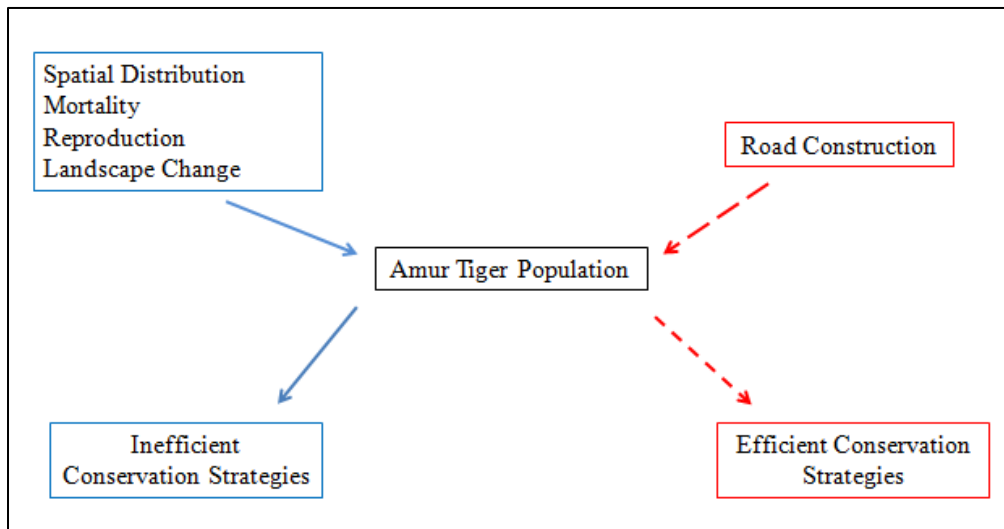 Spatial Distribution
Mortality
Reproduction
Landscape Change
Road Construction
Amur Tiger Population
Inefficient
Conservation Strategies
Efficient Conservation
Strategies